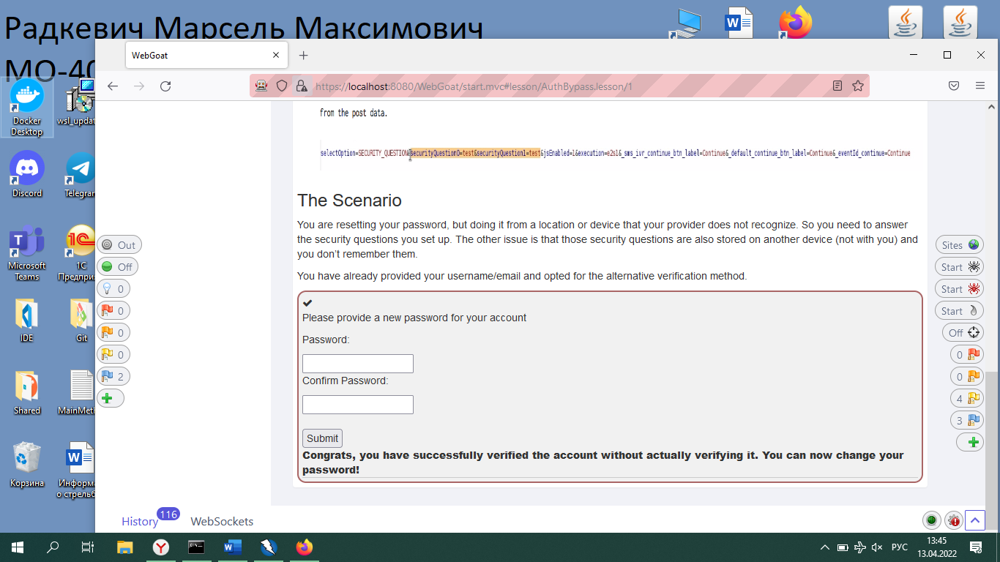 Радкевич Марсель Максимович
МО-40
WebGoat
https://localhost:8080/WebGoat/start.mvc#lesson/AuthBypass.lesson/1
Docker Desktop
wsl_updat
Discord
Telegram
Microsoft Teams
1C Предпри
IDE
Git
Shared
MainMeth
Корзина
Информа о стрельб
from the post data.
selectOption=SECURITY_QUESTION&securityQuestion0=test&securityQuestion1=test&jsEnabled=1&execution=e2s1&_sms_ivr_continue_btn_label=Continue&_default_continue_btn_label=Continue&_eventId_continue=Continue
The Scenario
You are resetting your password, but doing it from a location or device that your provider does not recognize. So you need to answer
the security questions you set up. The other issue is that those security questions are also stored on another device (not with you) and
you don't remember them.
You have already provided your username/email and opted for the alternative verification method.
Please provide a new password for your account
Password:
Confirm Password:
Submit
Congrats, you have successfully verified the account without actually verifying it. You can now change your
password!
Out
Off
0
0
0
0
2
Sites
Start
Start
Start
Off
0
0
4
3
History 116 WebSockets
РУС
13:45
13.04.2022